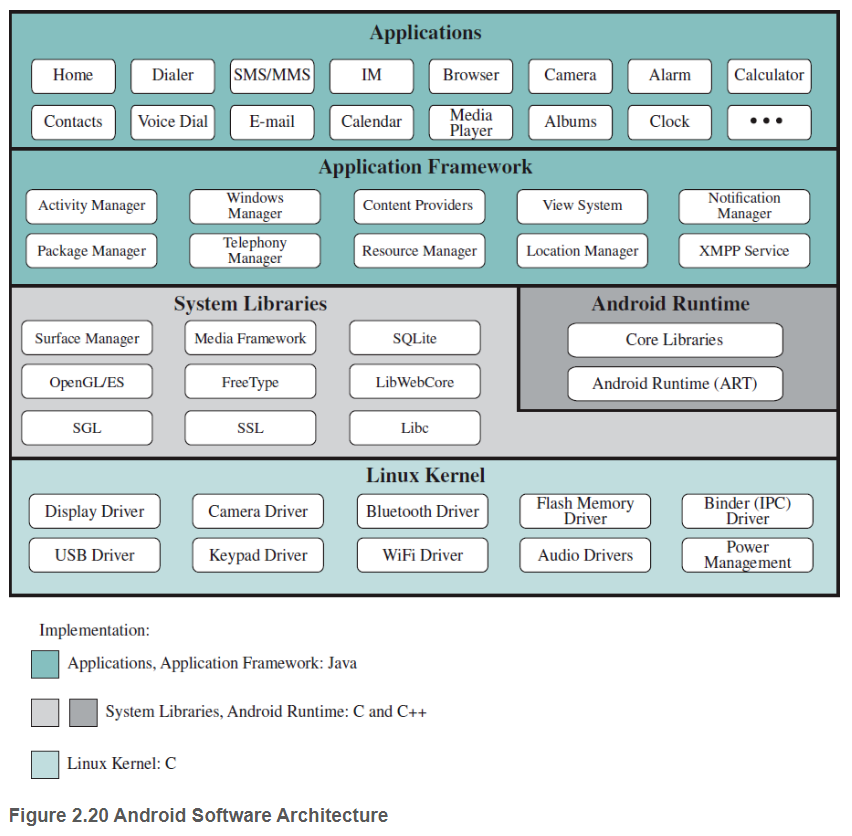 Applications
Home Dialer SMS/MMS IM Browser Camera Alarm Calculator
Contacts Voice Dial E-mail Calendar Media Player Albums Clock •••
Application Framework
Activity Manager Windows Manager Content Providers View System Notification Manager
Package Manager Telephony Manager Resource Manager Location Manager XMPP Service
System Libraries
Surface Manager Media Framework SQLite
OpenGL/ES FreeType LibWebCore
SGL SSL Libc
Android Runtime
Core Libraries
Android Runtime (ART)
Linux Kernel
Display Driver Camera Driver Bluetooth Driver Flash Memory Driver Binder (IPC) Driver
USB Driver Keypad Driver WiFi Driver Audio Drivers Power Management
Implementation:
Applications, Application Framework: Java
System Libraries, Android Runtime: C and C++
Linux Kernel: C
Figure 2.20 Android Software Architecture